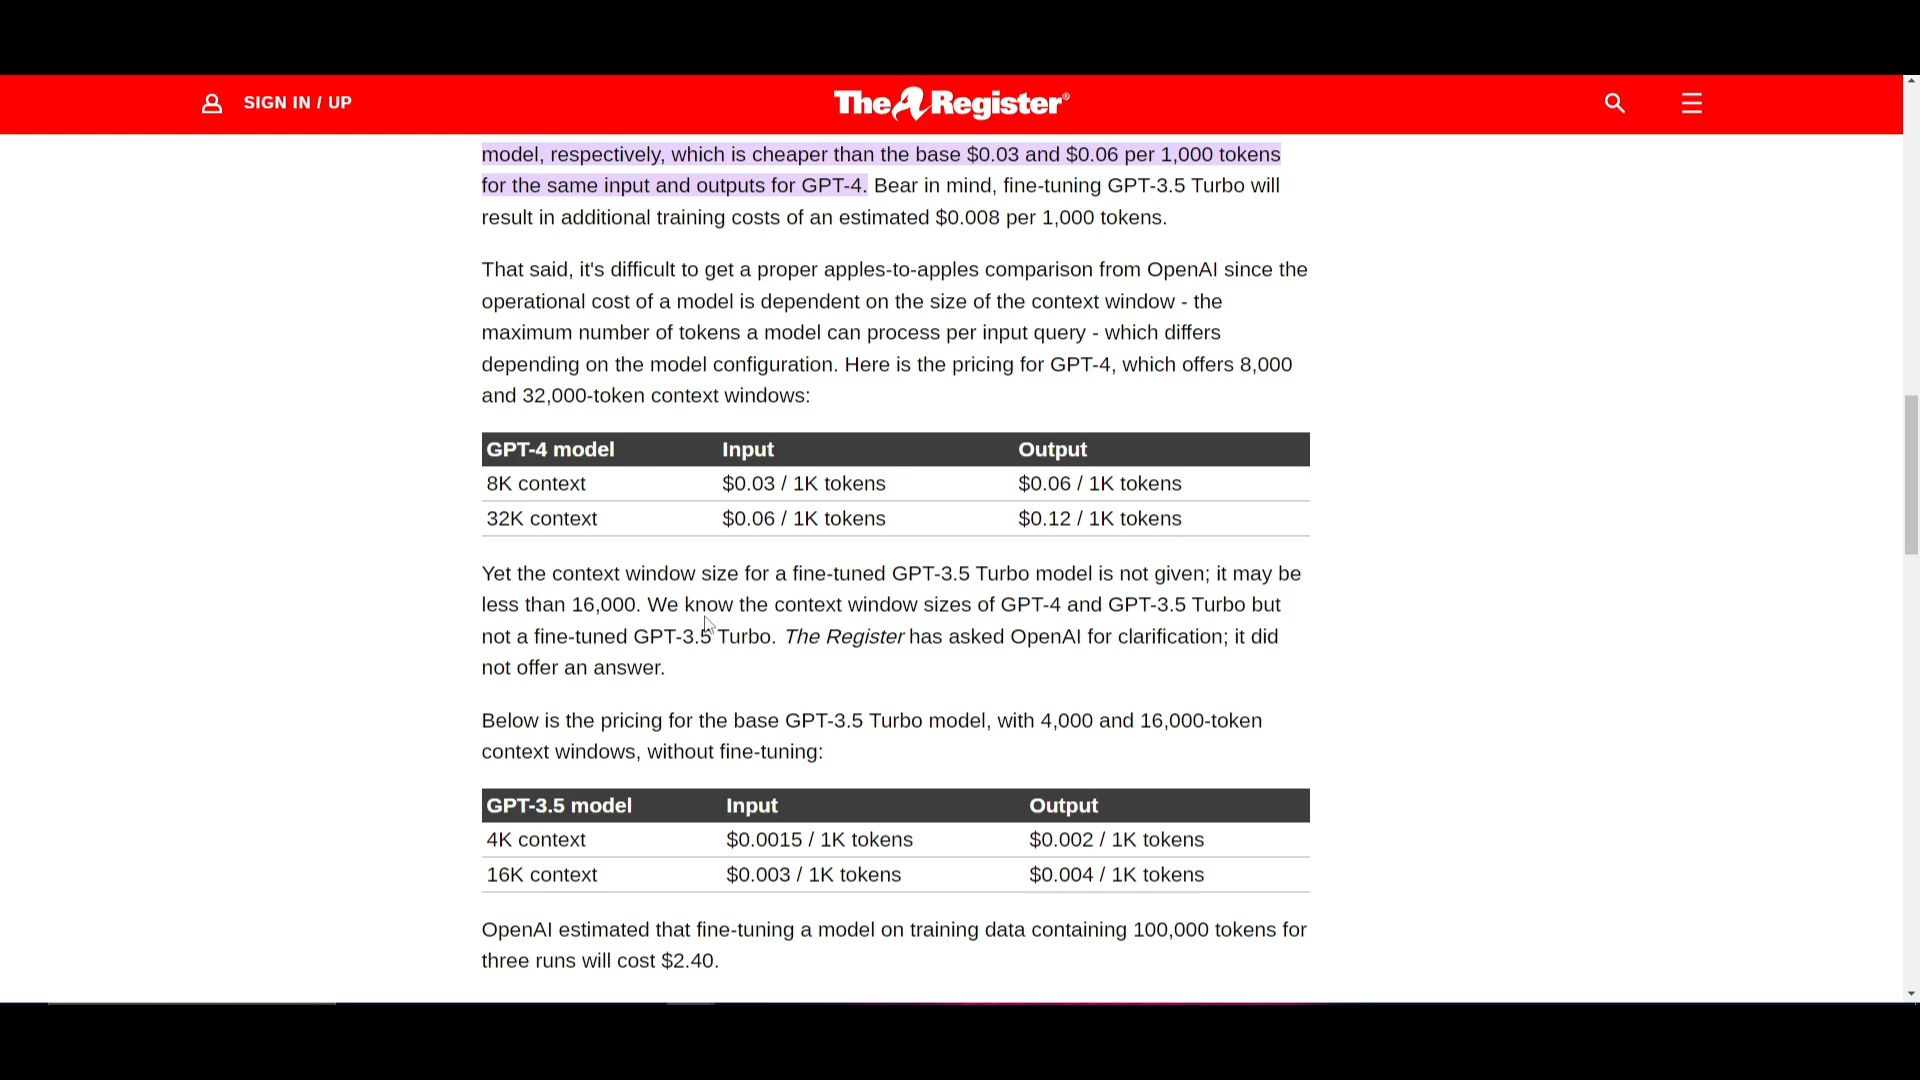 SIGN IN / UP
The Register®
model, respectively, which is cheaper than the base $0.03 and $0.06 per 1,000 tokens
for the same input and outputs for GPT-4. Bear in mind, fine-tuning GPT-3.5 Turbo will
result in additional training costs of an estimated $0.008 per 1,000 tokens.
That said, it's difficult to get a proper apples-to-apples comparison from OpenAI since the
operational cost of a model is dependent on the size of the context window - the
maximum number of tokens a model can process per input query - which differs
depending on the model configuration. Here is the pricing for GPT-4, which offers 8,000
and 32,000-token context windows:
GPT-4 model Input Output
8K context $0.03 / 1K tokens $0.06 / 1K tokens
32K context $0.06 / 1K tokens $0.12 / 1K tokens
Yet the context window size for a fine-tuned GPT-3.5 Turbo model is not given; it may be
less than 16,000. We know the context window sizes of GPT-4 and GPT-3.5 Turbo but
not a fine-tuned GPT-3.5 Turbo. The Register has asked OpenAI for clarification; it did
not offer an answer.
Below is the pricing for the base GPT-3.5 Turbo model, with 4,000 and 16,000-token
context windows, without fine-tuning:
GPT-3.5 model Input Output
4K context $0.0015 / 1K tokens $0.002 / 1K tokens
16K context $0.003 / 1K tokens $0.004 / 1K tokens
OpenAI estimated that fine-tuning a model on training data containing 100,000 tokens for
three runs will cost $2.40.